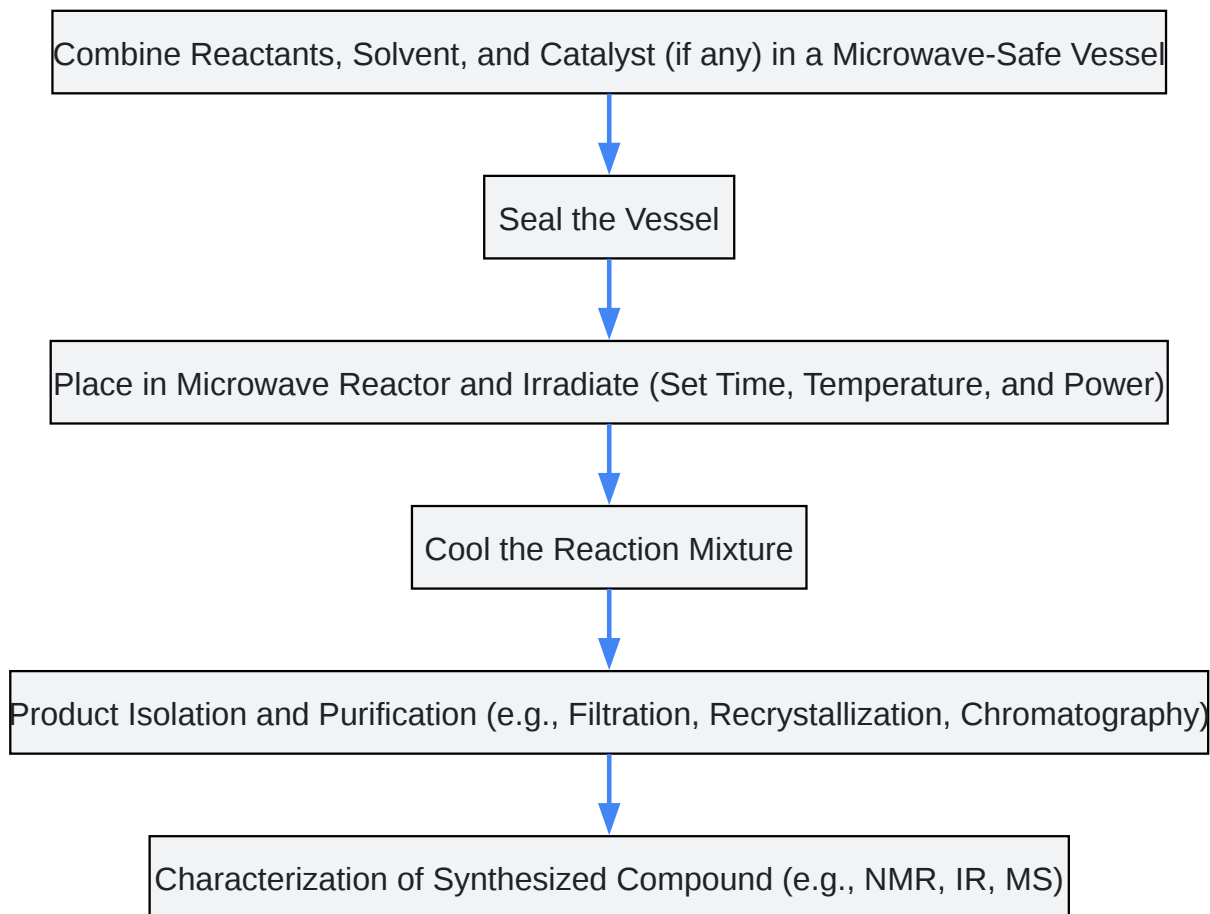 Combine Reactants, Solvent, and Catalyst (if any) in a Microwave-Safe Vessel
Seal the Vessel
Place in Microwave Reactor and Irradiate (Set Time, Temperature, and Power)
Cool the Reaction Mixture
Product Isolation and Purification (e.g., Filtration, Recrystallization, Chromatography)
Characterization of Synthesized Compound (e.g., NMR, IR, MS)